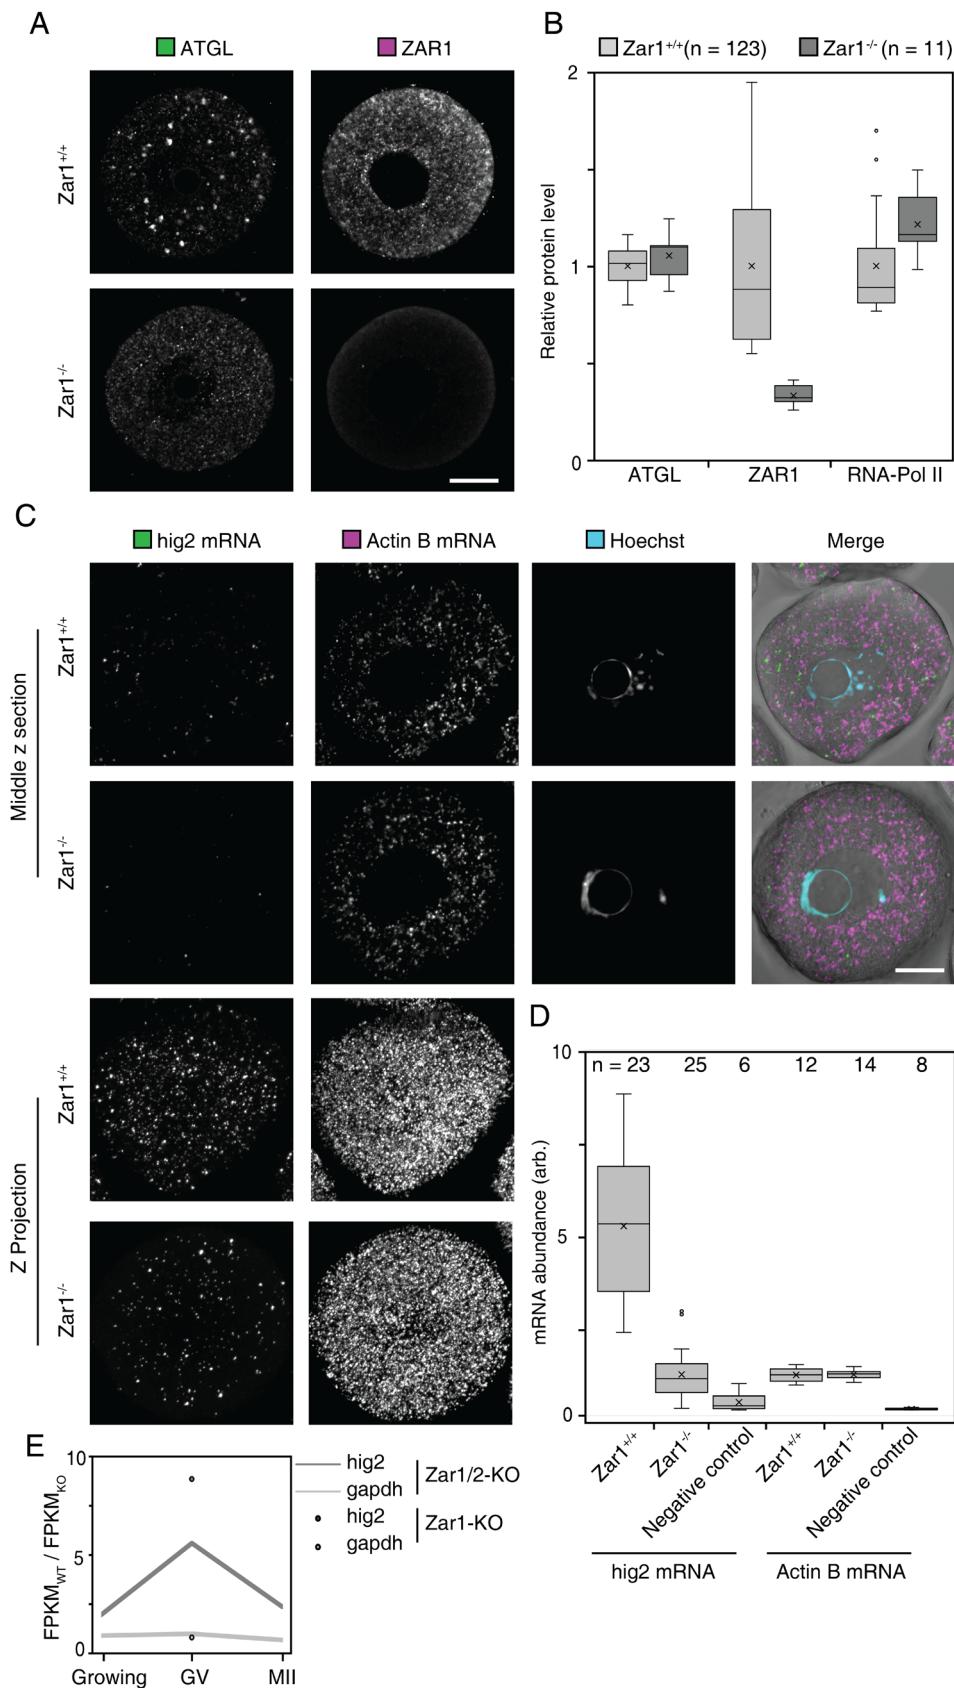 A
ATGL
ZAR1
Zar1+/+
Zar1-/-
B
Zar1+/+(n = 123)
Zar1-/- (n = 11)
Relative protein level
2
1
0
ATGL
ZAR1
RNA-Pol II
C
hig2 mRNA
Actin B mRNA
Hoechst
Merge
Middle z section
Zar1+/+
Zar1-/-
Z Projection
Zar1+/+
Zar1-/-
D
mRNA abundance (arb.)
10
5
0
n = 23 25 6 12 14 8
Zar1+/+
Zar1-/-
Negative control
Zar1+/+
Zar1-/-
Negative control
hig2 mRNA
Actin B mRNA
E
FPKMWT / FPKMKO
10
5
0
Growing
GV
MII
hig2
gapdh
Zar1/2-KO
hig2
gapdh
Zar1-KO